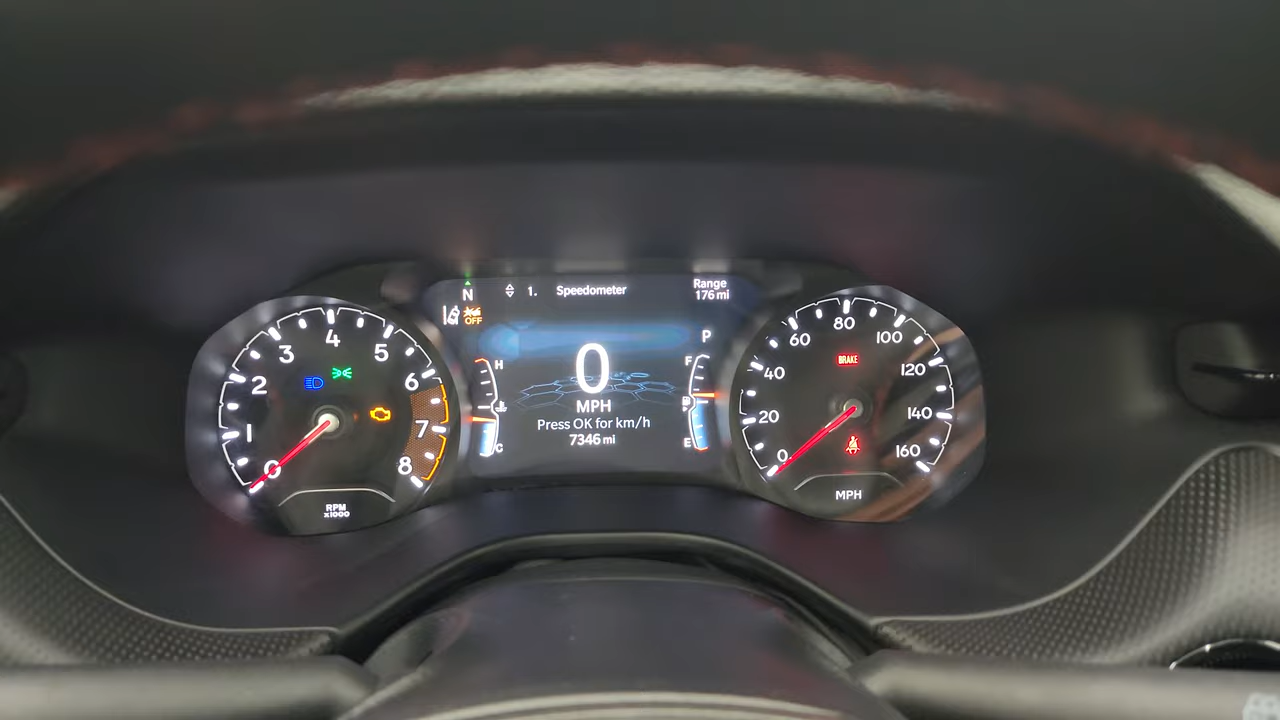 N
1. Speedometer
Range
176 mi
OFF
P
0
MPH
Press OK for km/h
7346 mi
H
C
F
E
0
1
2
3
4
5
6
7
8
RPM
x1000
0
20
40
60
80
100
120
140
160
BRAKE
MPH